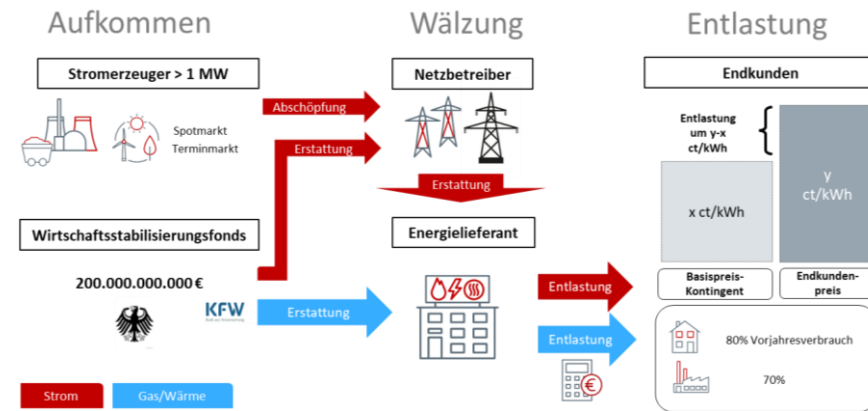 Aufkommen
Wälzung
Entlastung
Stromerzeuger > 1 MW
Netzbetreiber
Endkunden
Abschöpfung
Spotmarkt
Terminmarkt
Erstattung
Erstattung
Entlastung
um y-x
ct/kWh
x ct/kWh
y
ct/kWh
Wirtschaftsstabilisierungsfonds
Energielieferant
200.000.000.000 €
KFW
Erstattung
Entlastung
Entlastung
Basispreis-
Kontingent
Endkunden-
preis
80% Vorjahresverbrauch
70%
Strom
Gas/Wärme